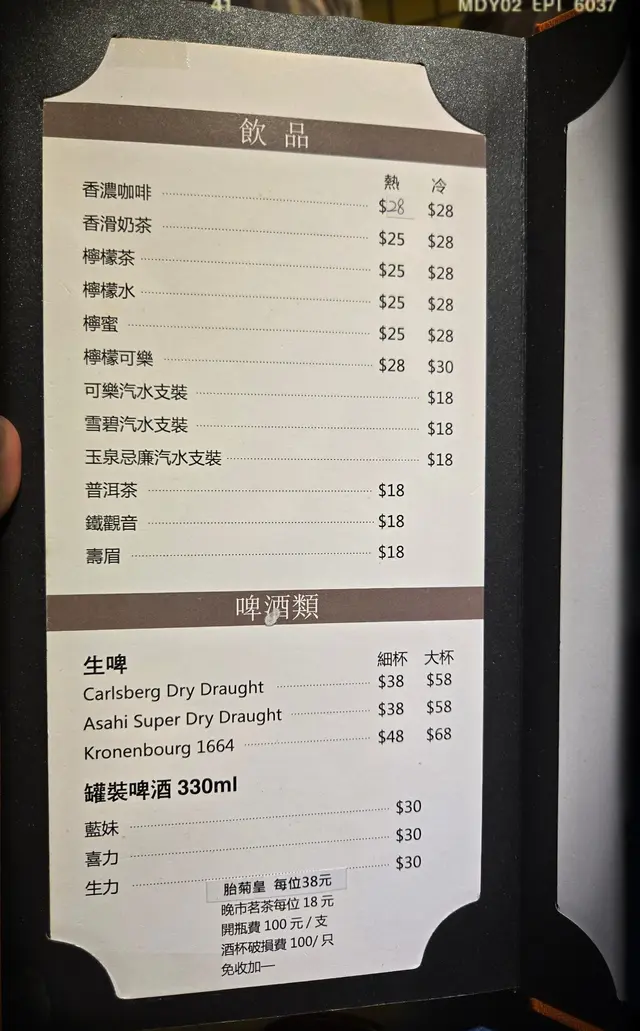 41
MDY02 EPI 6037
飲品
熱 冷
香濃咖啡 $28 $28
香滑奶茶 $25 $28
檸檬茶 $25 $28
檸檬水 $25 $28
檸蜜 $25 $28
檸檬可樂 $28 $30
可樂汽水支裝 $18
雪碧汽水支裝 $18
玉泉忌廉汽水支裝 $18
普洱茶 $18
鐵觀音 $18
壽眉 $18
啤酒類
生啤 細杯 大杯
Carlsberg Dry Draught $38 $58
Asahi Super Dry Draught $38 $58
Kronenbourg 1664 $48 $68
罐裝啤酒 330ml
藍妹 $30
喜力 $30
生力 $30
胎菊皇 每位38元
晚市茗茶每位 18 元
開瓶費 100 元 / 支
酒杯破損費 100/ 只
免收加一